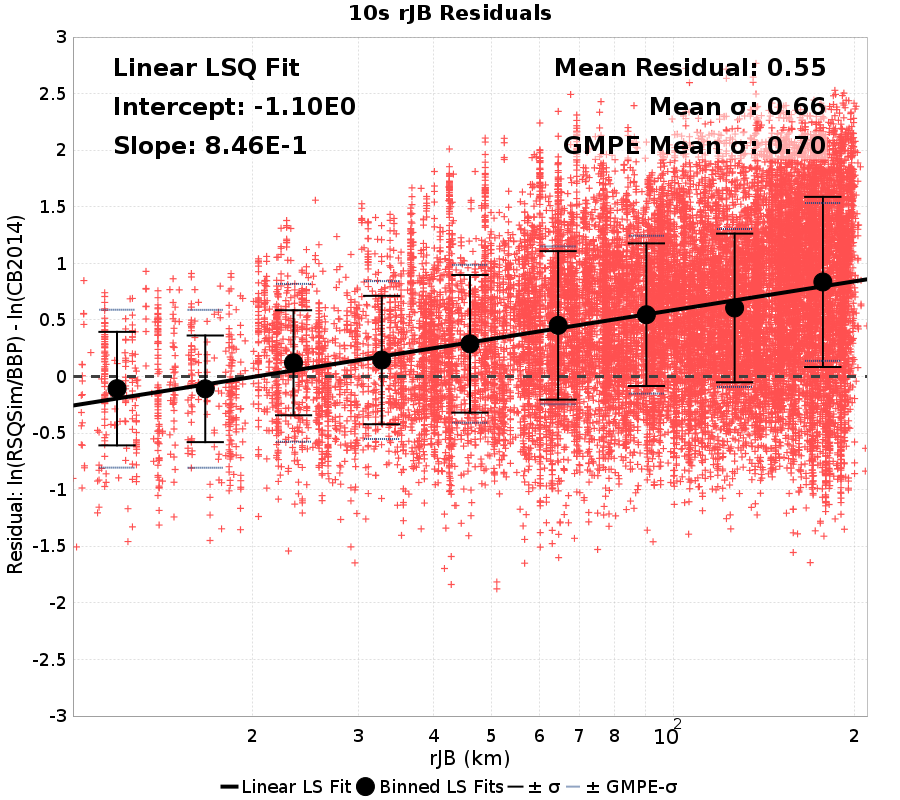 10s rJB Residuals
Linear LSQ Fit
Intercept: -1.10E0
Slope: 8.46E-1
Mean Residual: 0.55
Mean σ: 0.66
GMPE Mean σ: 0.70
Residual: ln(RSQSim/BBP) - ln(CB2014)
3
2.5
2
1.5
1
0.5
0
-0.5
-1
-1.5
-2
-2.5
-3
2 3 4 5 6 7 8 10² 2
rJB (km)
Linear LS Fit Binned LS Fits ± σ ± GMPE-σ